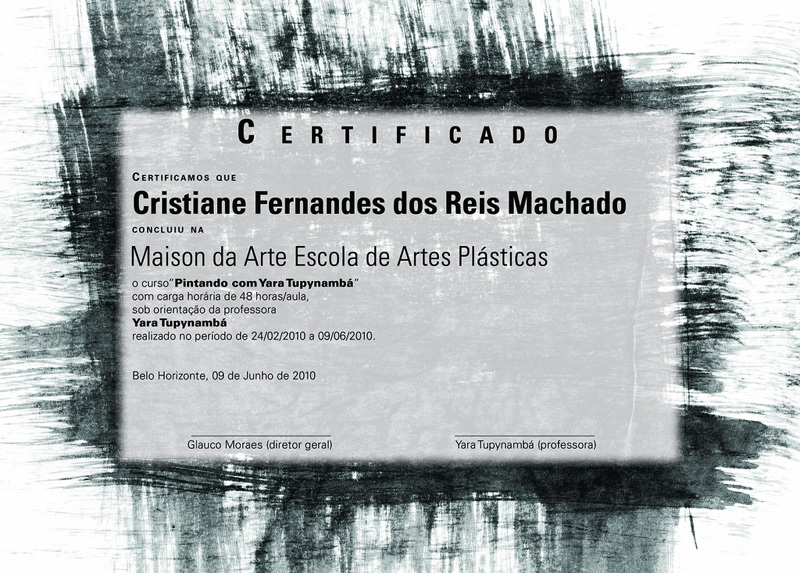 CERTIFICADO
CERTIFICAMOS QUE
Cristiane Fernandes dos Reis Machado
CONCLUIU NA
Maison da Arte Escola de Artes Plásticas
o curso"Pintando com Yara Tupynambá"
com carga horária de 48 horas/aula,
sob orientação da professora
Yara Tupynambá
realizado no período de 24/02/2010 a 09/06/2010.
Belo Horizonte, 09 de Junho de 2010
Glauco Moraes (diretor geral) Yara Tupynambá (professora)